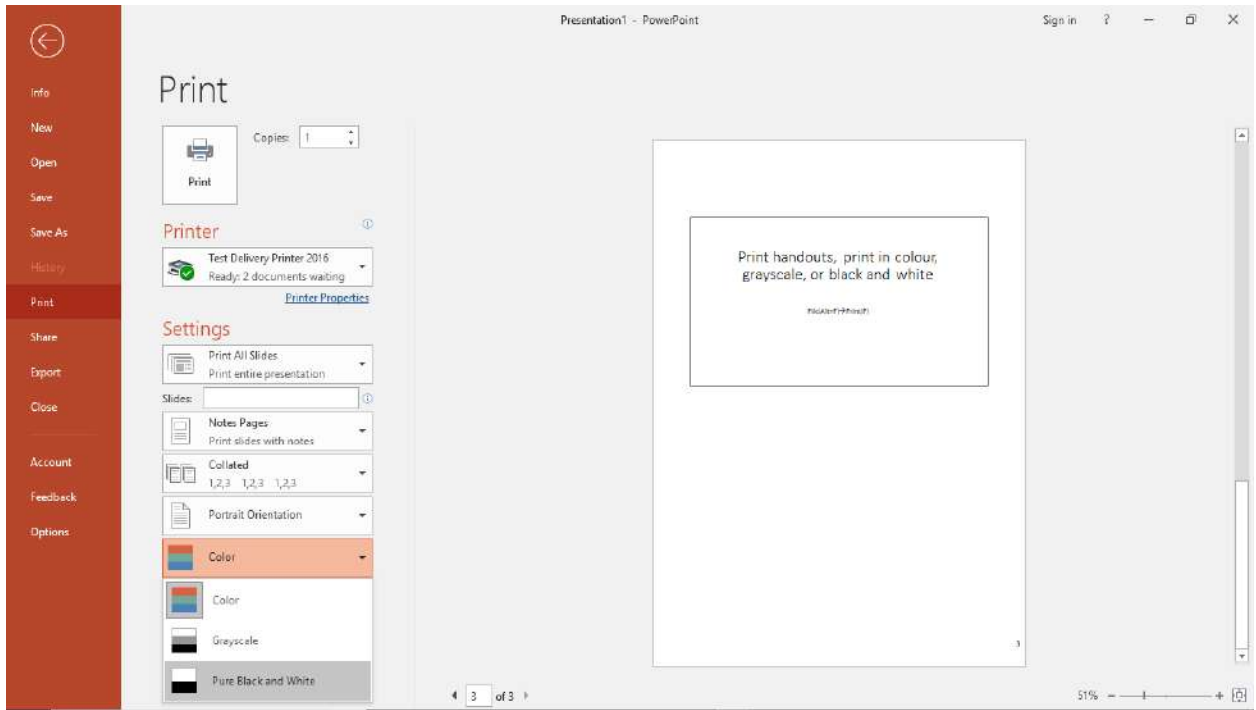 Presentation1 - PowerPoint
Sign in ?
Info
New
Open
Save
Save As
History
Print
Share
Export
Close
Account
Feedback
Options
Print
Copies: 1
Print
Printer
Test Delivery Printer 2016
Ready: 2 documents waiting
Printer Properties
Settings
Print All Slides
Print entire presentation
Slides:
Notes Pages
Print slides with notes
Collated
1,2,3 1,2,3 1,2,3
Portrait Orientation
Color
Color
Grayscale
Pure Black and White
Print handouts, print in colour,
grayscale, or black and white
File(Alt+F)→Print(P)
3
3 of 3
51% - +